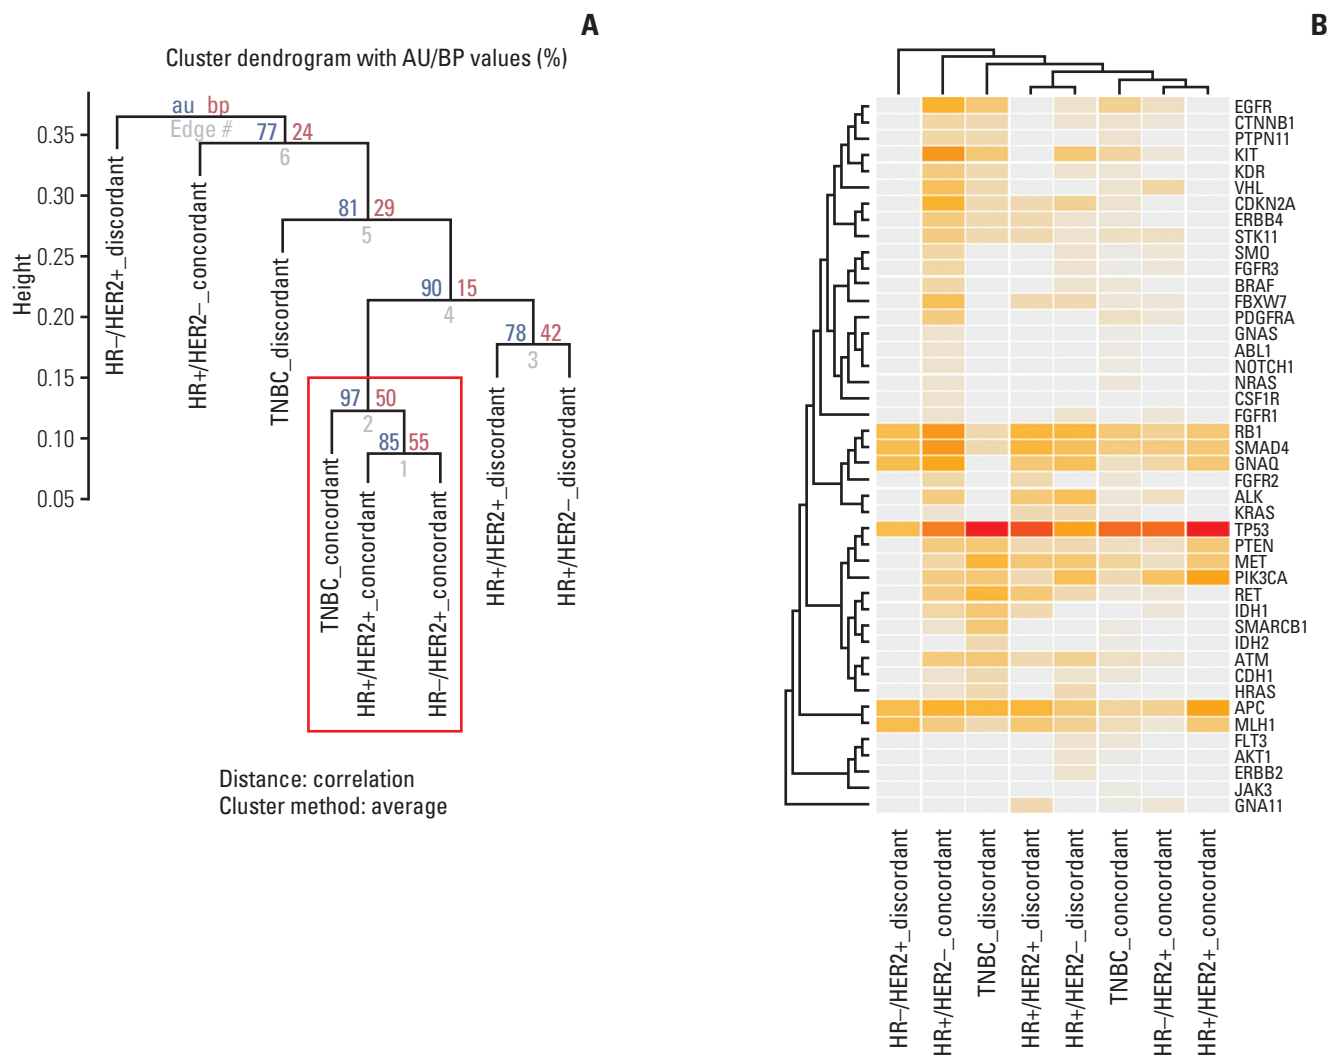 A
Cluster dendrogram with AU/BP values (%)
au bp
Edge #
Height
0.35
0.30
0.25
0.20
0.15
0.10
0.05
77 24
6
81 29
5
90 15
4
78 42
3
97 50
2
85 55
1
HR–/HER2+_discordant
HR+/HER2–_concordant
TNBC_discordant
TNBC_concordant
HR+/HER2+_concordant
HR–/HER2+_concordant
HR+/HER2+_discordant
HR+/HER2–_discordant
Distance: correlation
Cluster method: average
B
EGFR
CTNNB1
PTPN11
KIT
KDR
VHL
CDKN2A
ERBB4
STK11
SMO
FGFR3
BRAF
FBXW7
PDGFRA
GNAS
ABL1
NOTCH1
NRAS
CSF1R
FGFR1
RB1
SMAD4
GNAQ
FGFR2
ALK
KRAS
TP53
PTEN
MET
PIK3CA
RET
IDH1
SMARCB1
IDH2
ATM
CDH1
HRAS
APC
MLH1
FLT3
AKT1
ERBB2
JAK3
GNA11
HR–/HER2+_discordant
HR+/HER2–_concordant
TNBC_discordant
HR+/HER2+_discordant
HR+/HER2–_discordant
TNBC_concordant
HR–/HER2+_concordant
HR+/HER2+_concordant